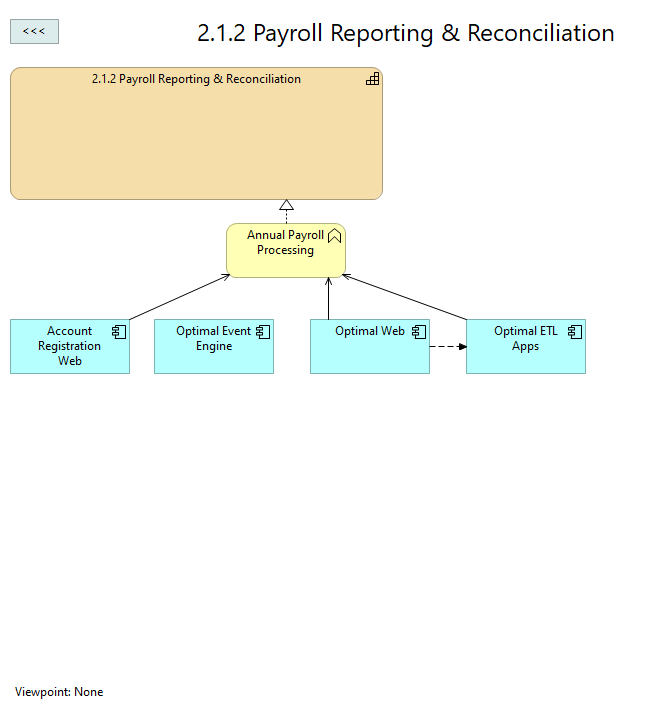 <<<
2.1.2 Payroll Reporting & Reconciliation
2.1.2 Payroll Reporting & Reconciliation
Annual Payroll
Processing
Account
Registration
Web
Optimal Event
Engine
Optimal Web
Optimal ETL
Apps
Viewpoint: None